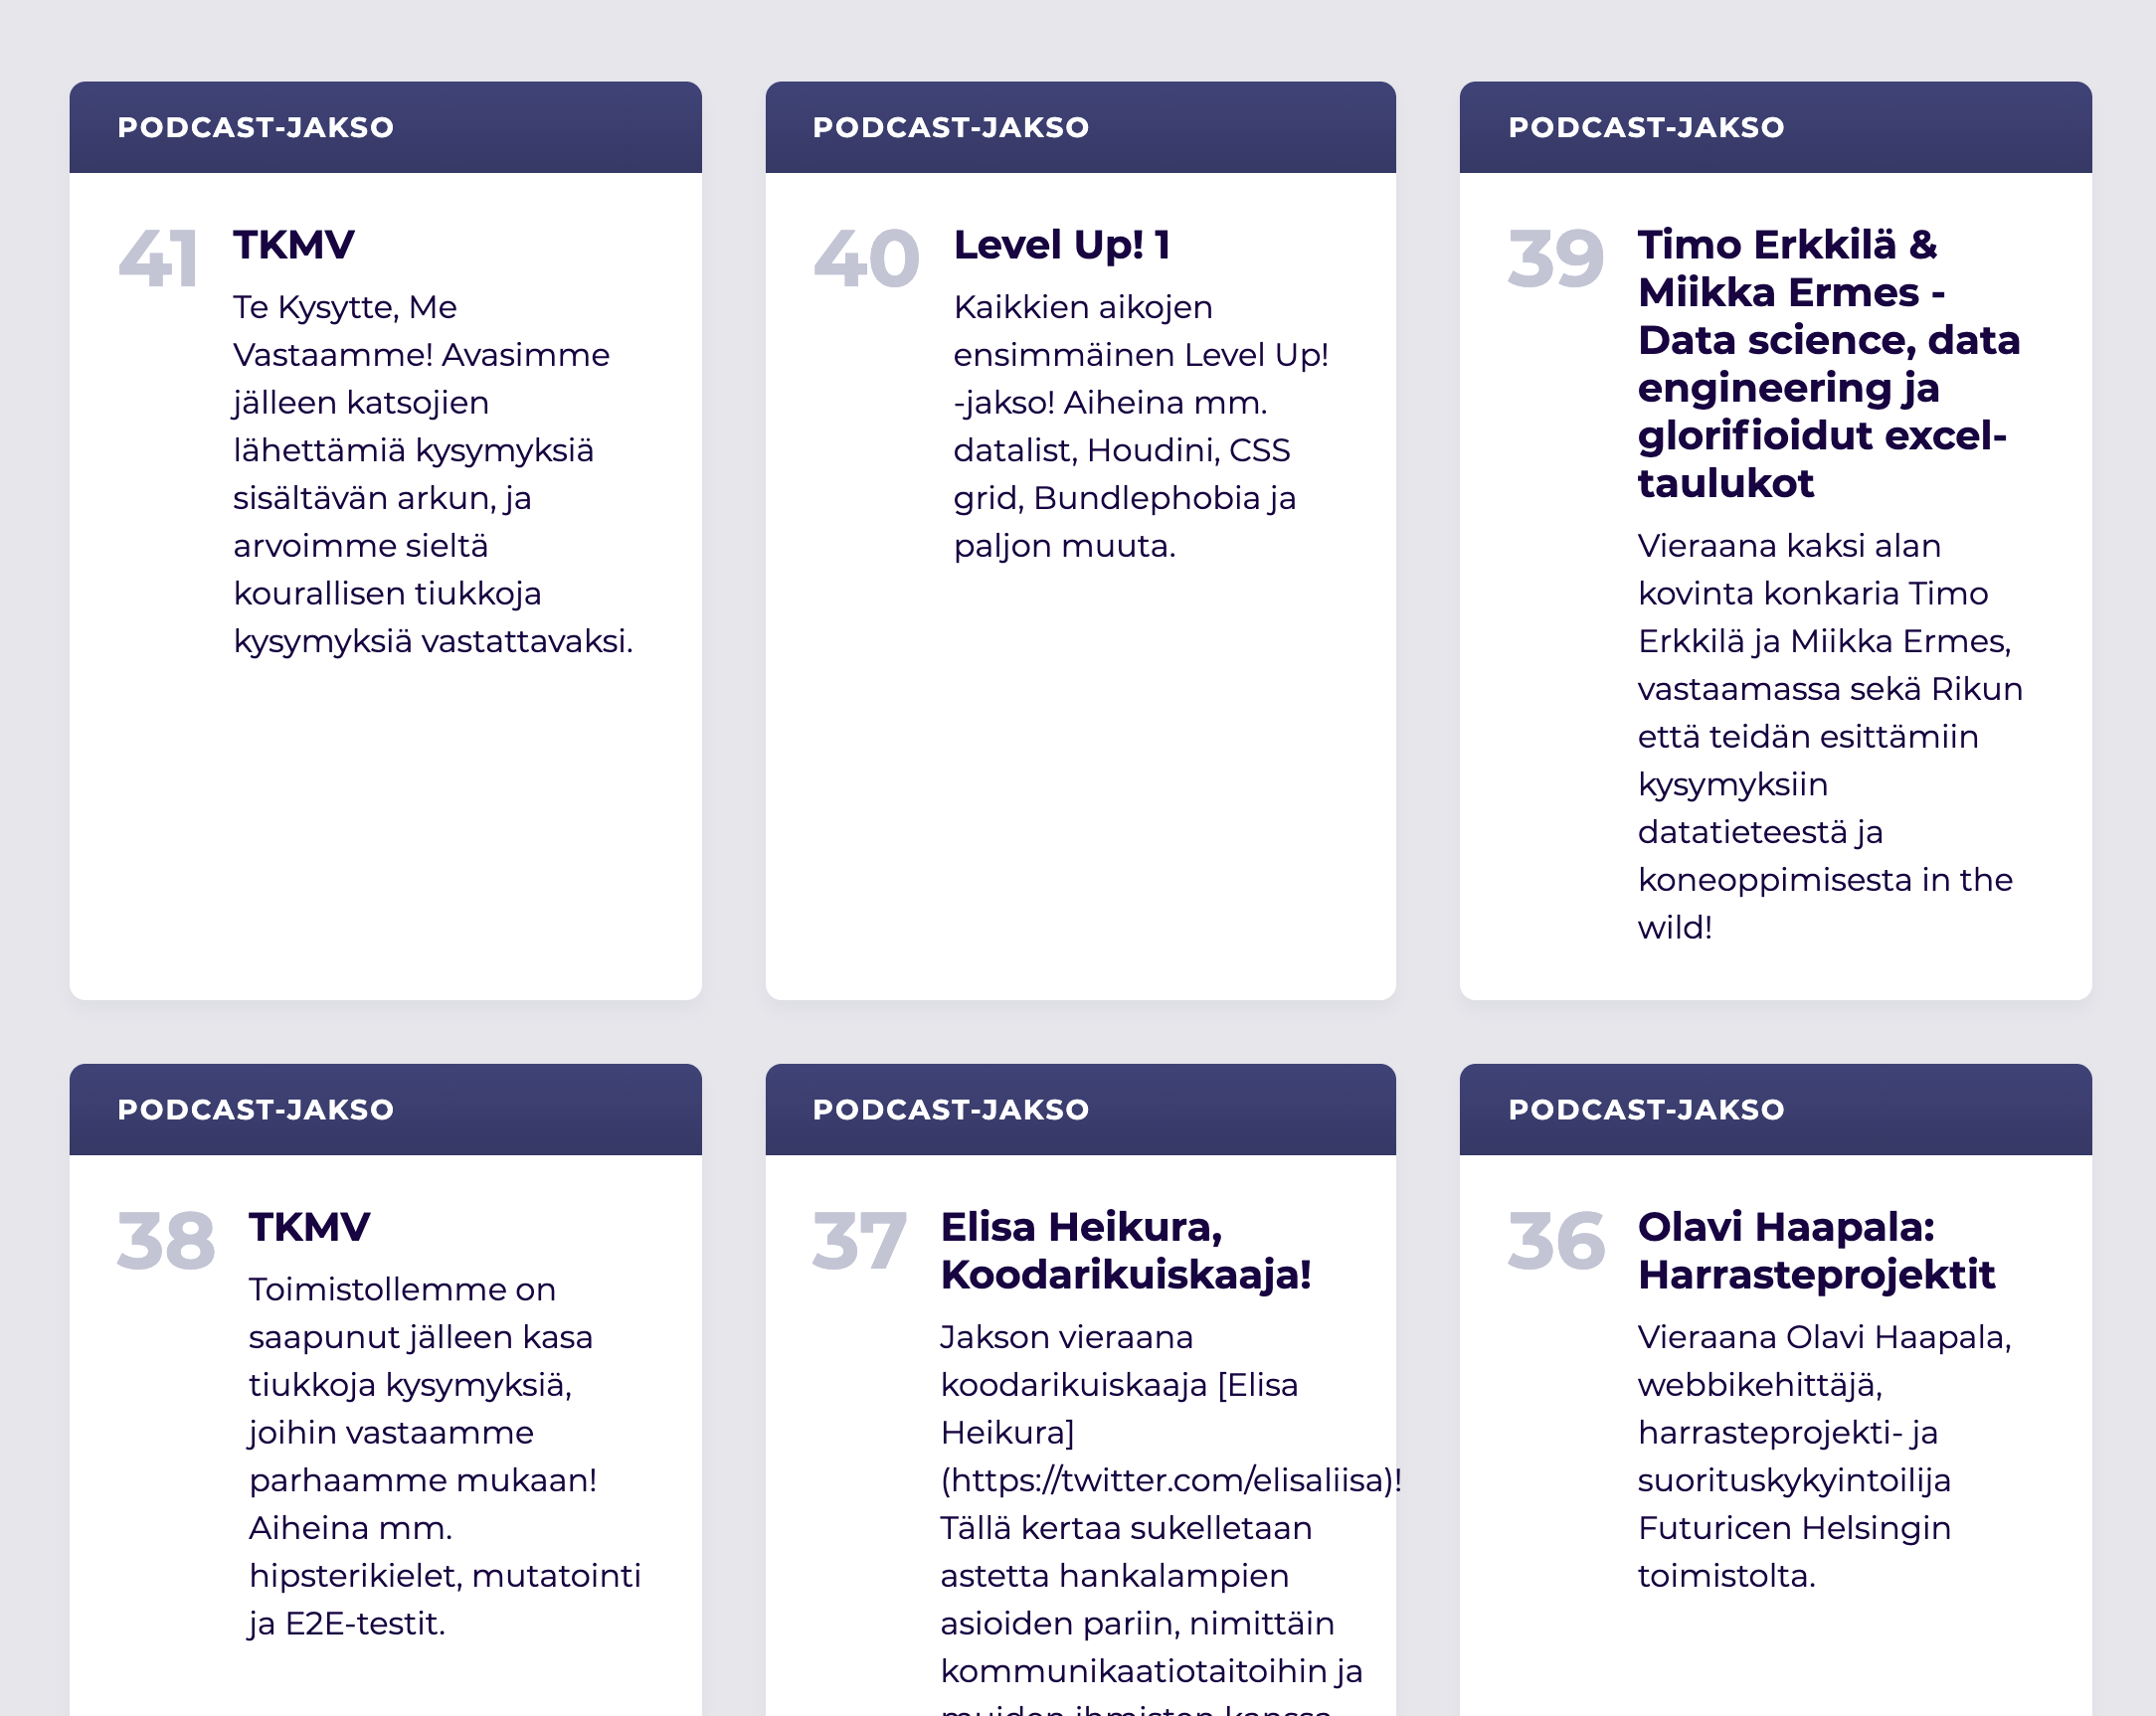 PODCAST-JAKSO
41
TKMV
Te Kysytte, Me
Vastaamme! Avasimme
jälleen katsojien
lähettämiä kysymyksiä
sisältävän arkun, ja
arvoimme sieltä
kourallisen tiukkoja
kysymyksiä vastattavaksi.
PODCAST-JAKSO
40
Level Up! 1
Kaikkien aikojen
ensimmäinen Level Up!
-jakso! Aiheina mm.
datalist, Houdini, CSS
grid, Bundlephobia ja
paljon muuta.
PODCAST-JAKSO
39
Timo Erkkilä &
Miikka Ermes -
Data science, data
engineering ja
glorifioidut excel-
taulukot
Vieraana kaksi alan
kovinta konkaria Timo
Erkkilä ja Miikka Ermes,
vastaamassa sekä Rikun
että teidän esittämiin
kysymyksiin
datatieteestä ja
koneoppimisesta in the
wild!
PODCAST-JAKSO
38
TKMV
Toimistollemme on
saapunut jälleen kasa
tiukkoja kysymyksiä,
joihin vastaamme
parhaamme mukaan!
Aiheina mm.
hipsterikielet, mutatointi
ja E2E-testit.
PODCAST-JAKSO
37
Elisa Heikura,
Koodarikuiskaaja!
Jakson vieraana
koodarikuiskaaja [Elisa
Heikura]
(https://twitter.com/elisaliisa)!
Tällä kertaa sukelletaan
astetta hankalampien
asioiden pariin, nimittäin
kommunikaatiotaitoihin ja
muiden ihmisten kanssa
PODCAST-JAKSO
36
Olavi Haapala:
Harrasteprojektit
Vieraana Olavi Haapala,
webbikehittäjä,
harrasteprojekti- ja
suorituskykyintoilija
Futuricen Helsingin
toimistolta.